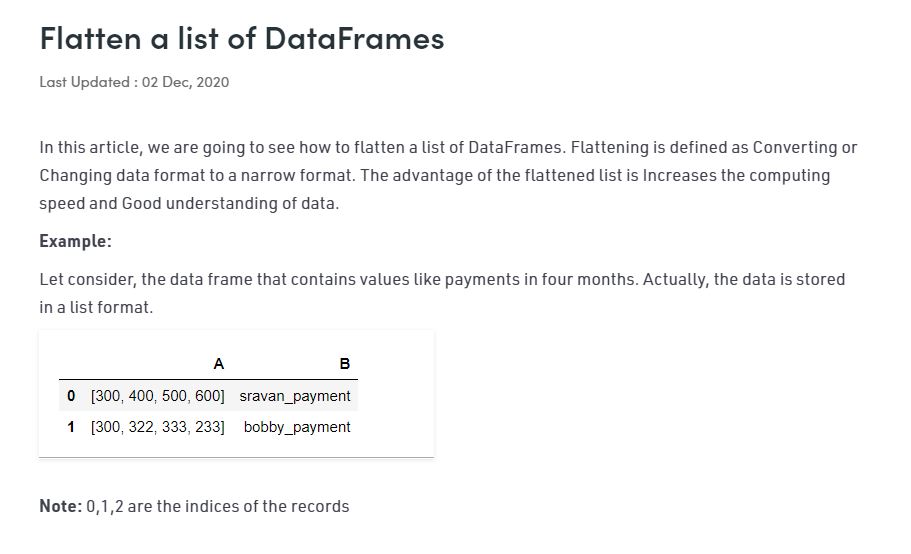 Flatten a list of DataFrames
Last Updated : 02 Dec, 2020
In this article, we are going to see how to flatten a list of DataFrames. Flattening is defined as Converting or
Changing data format to a narrow format. The advantage of the flattened list is Increases the computing
speed and Good understanding of data.
Example:
Let consider, the data frame that contains values like payments in four months. Actually, the data is stored
in a list format.
A B
0 [300, 400, 500, 600] sravan_payment
1 [300, 322, 333, 233] bobby_payment
Note: 0,1,2 are the indices of the records